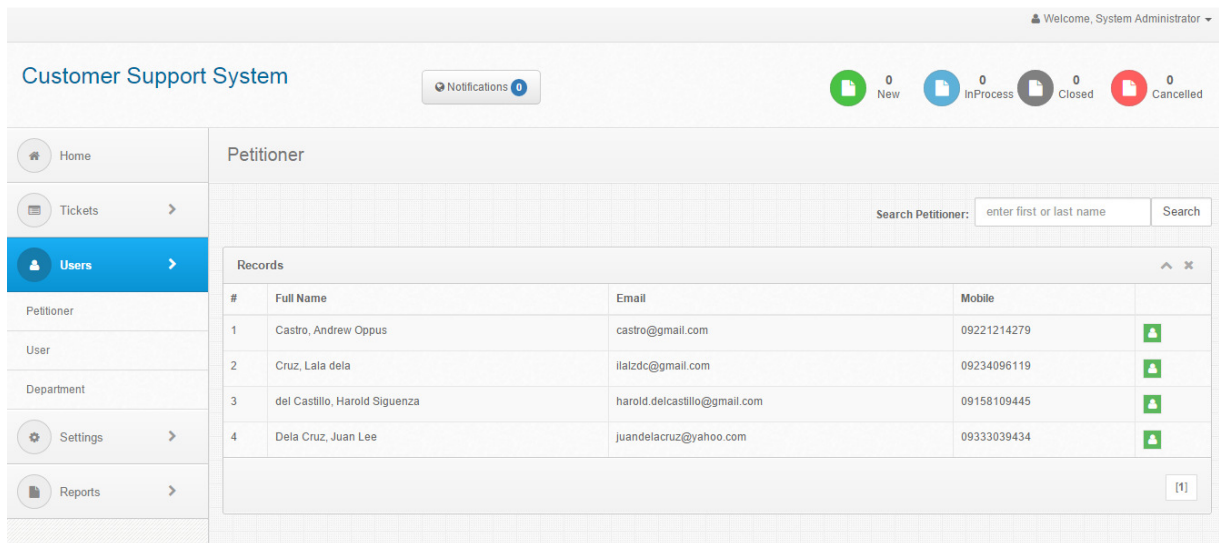 Welcome, System Administrator
Customer Support System
Notifications 0
0 New
0 InProcess
0 Closed
0 Cancelled
Home
Petitioner
Tickets
Search Petitioner: enter first or last name Search
Users
Records
# Full Name Email Mobile
Petitioner
1 Castro, Andrew Oppus castro@gmail.com 09221214279
User
2 Cruz, Lala dela ilalzdc@gmail.com 09234096119
Department
3 del Castillo, Harold Siguenza harold.delcastillo@gmail.com 09158109445
Settings
4 Dela Cruz, Juan Lee juandelacruz@yahoo.com 09333039434
Reports
[1]